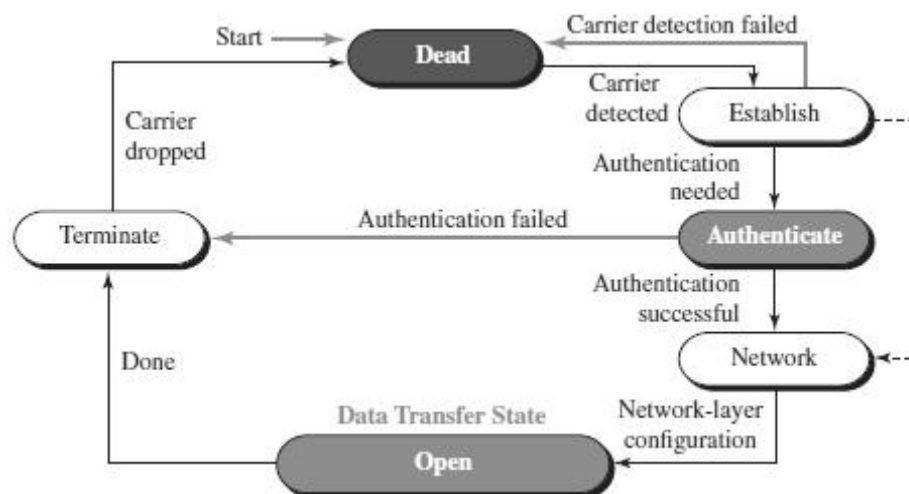 Start
Carrier detection failed
Dead
Carrier
detected
Establish
Carrier
dropped
Authentication
needed
Terminate
Authentication failed
Authenticate
Authentication
successful
Done
Network
Data Transfer State
Network-layer
configuration
Open